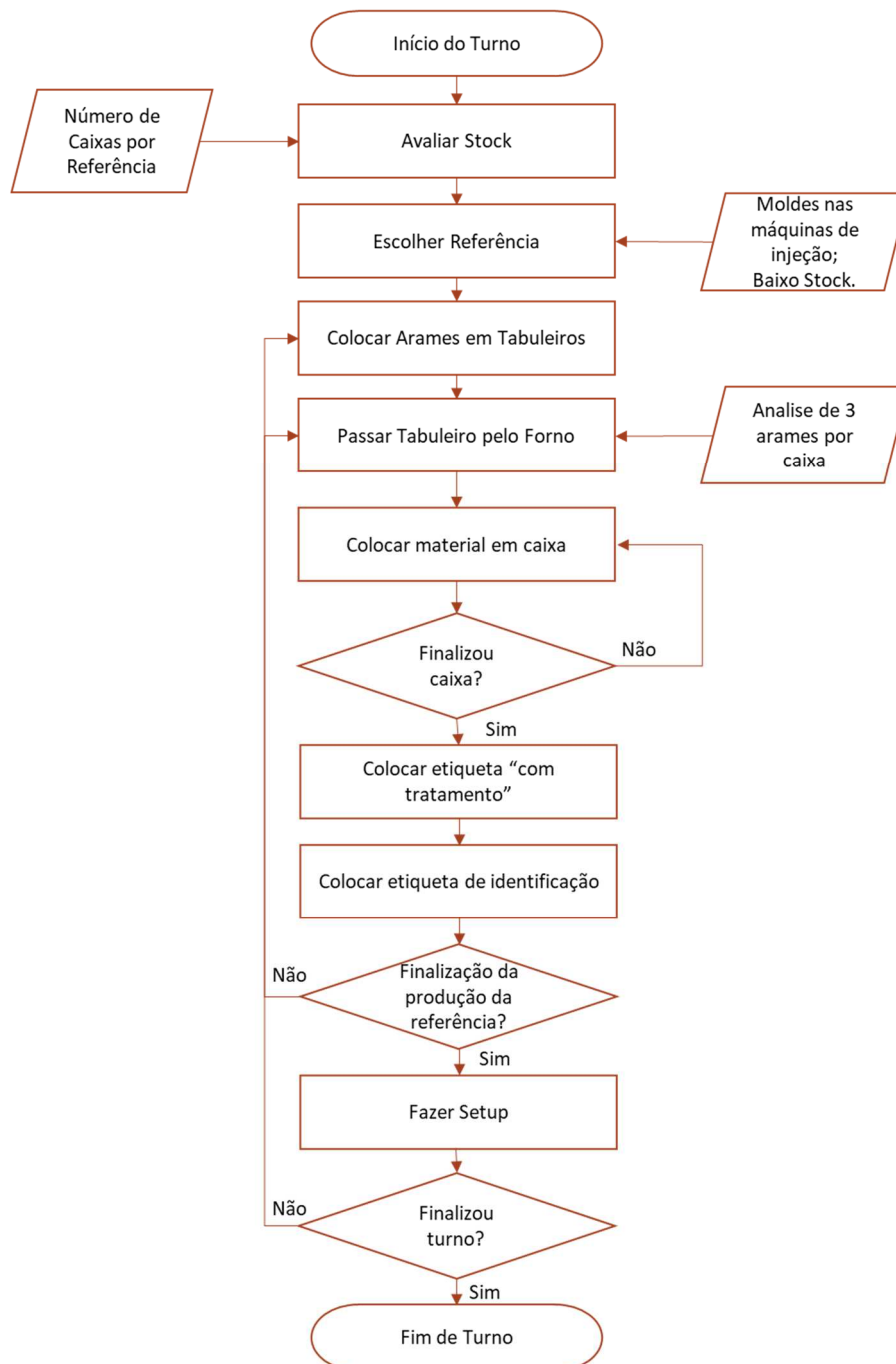 Início do Turno
Número de
Caixas por
Referência
Avaliar Stock
Escolher Referência
Moldes nas
máquinas de
injeção;
Baixo Stock.
Colocar Arames em Tabuleiros
Passar Tabuleiro pelo Forno
Analise de 3
arames por
caixa
Colocar material em caixa
Finalizou
caixa?
Não
Sim
Colocar etiqueta “com
tratamento”
Colocar etiqueta de identificação
Não
Finalização da
produção da
referência?
Sim
Fazer Setup
Não
Finalizou
turno?
Sim
Fim de Turno